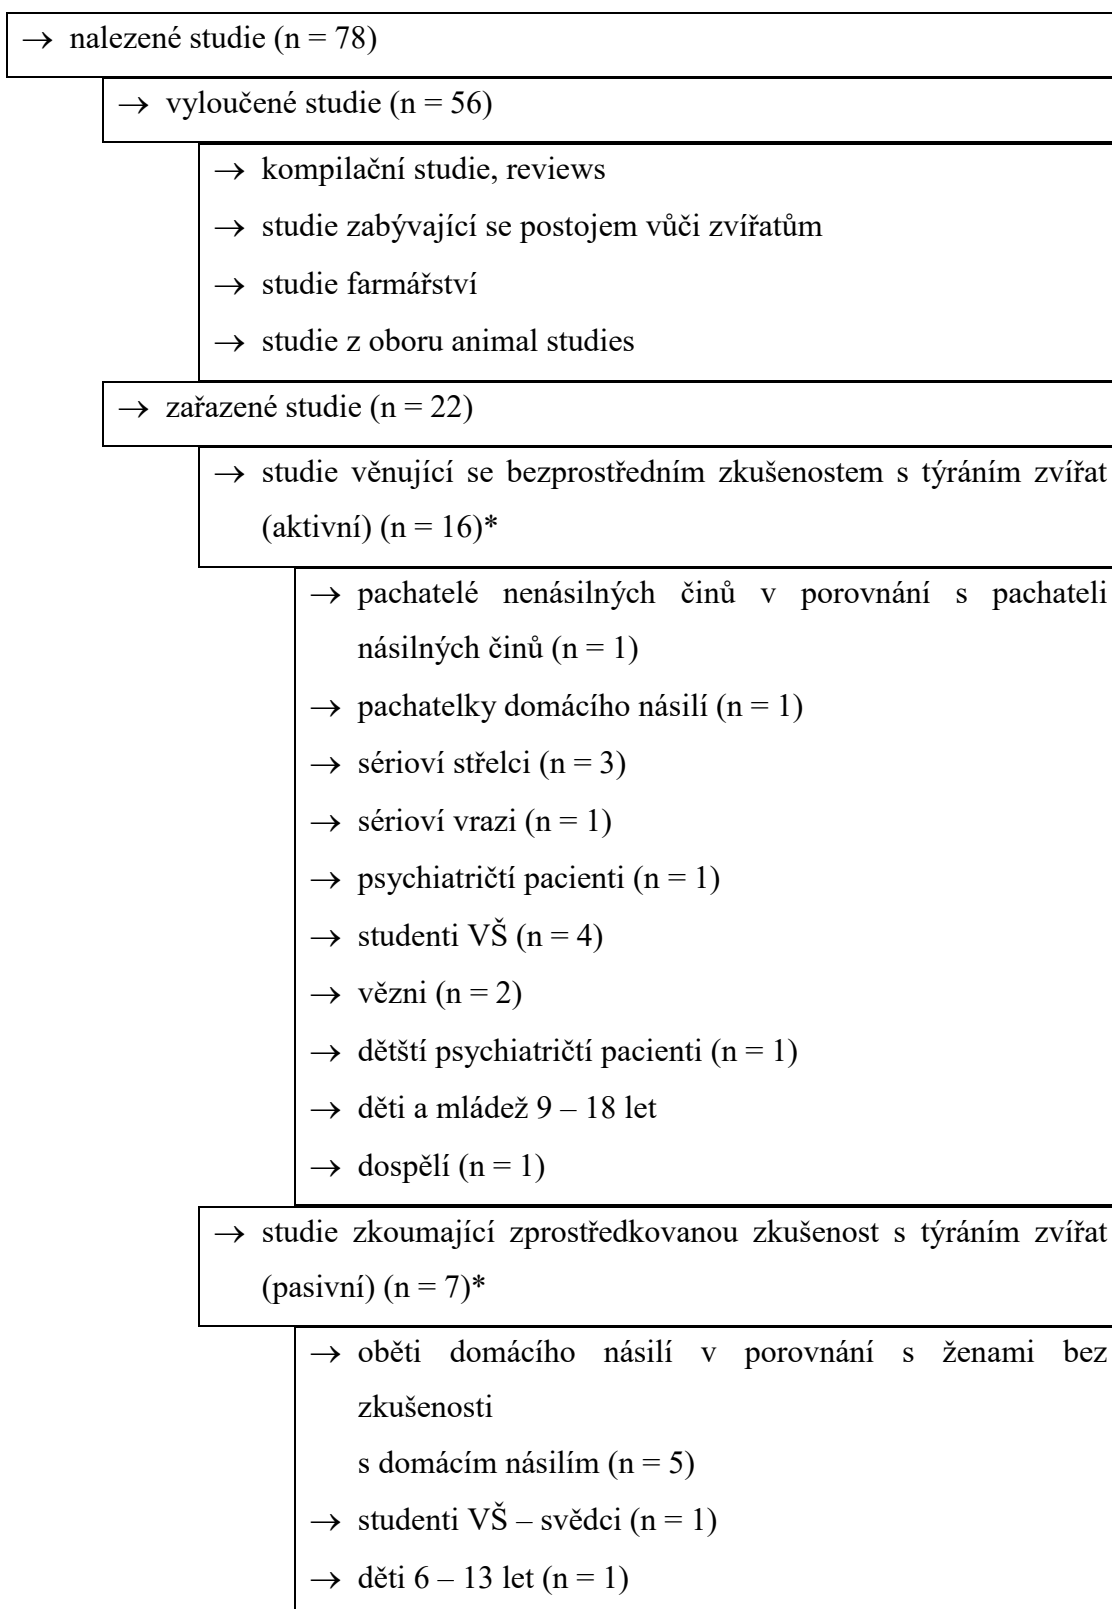 → nalezené studie (n = 78)
→ vyloučené studie (n = 56)
→ kompilační studie, reviews
→ studie zabývající se postojem vůči zvířatům
→ studie farmářství
→ studie z oboru animal studies
→ zařazené studie (n = 22)
→ studie věnující se bezprostředním zkušenostem s týráním zvířat
(aktivní) (n = 16)*
→ pachatelé nenásilných činů v porovnání s pachateli
násilných činů (n = 1)
→ pachatelky domácího násilí (n = 1)
→ sérioví střelci (n = 3)
→ sérioví vrazi (n = 1)
→ psychiatričtí pacienti (n = 1)
→ studenti VŠ (n = 4)
→ vězni (n = 2)
→ dětští psychiatričtí pacienti (n = 1)
→ děti a mládež 9 – 18 let
→ dospělí (n = 1)
→ studie zkoumající zprostředkovanou zkušenost s týráním zvířat
(pasivní) (n = 7)*
→ oběti domácího násilí v porovnání s ženami bez
zkušenosti
s domácím násilím (n = 5)
→ studenti VŠ – svědci (n = 1)
→ děti 6 – 13 let (n = 1)